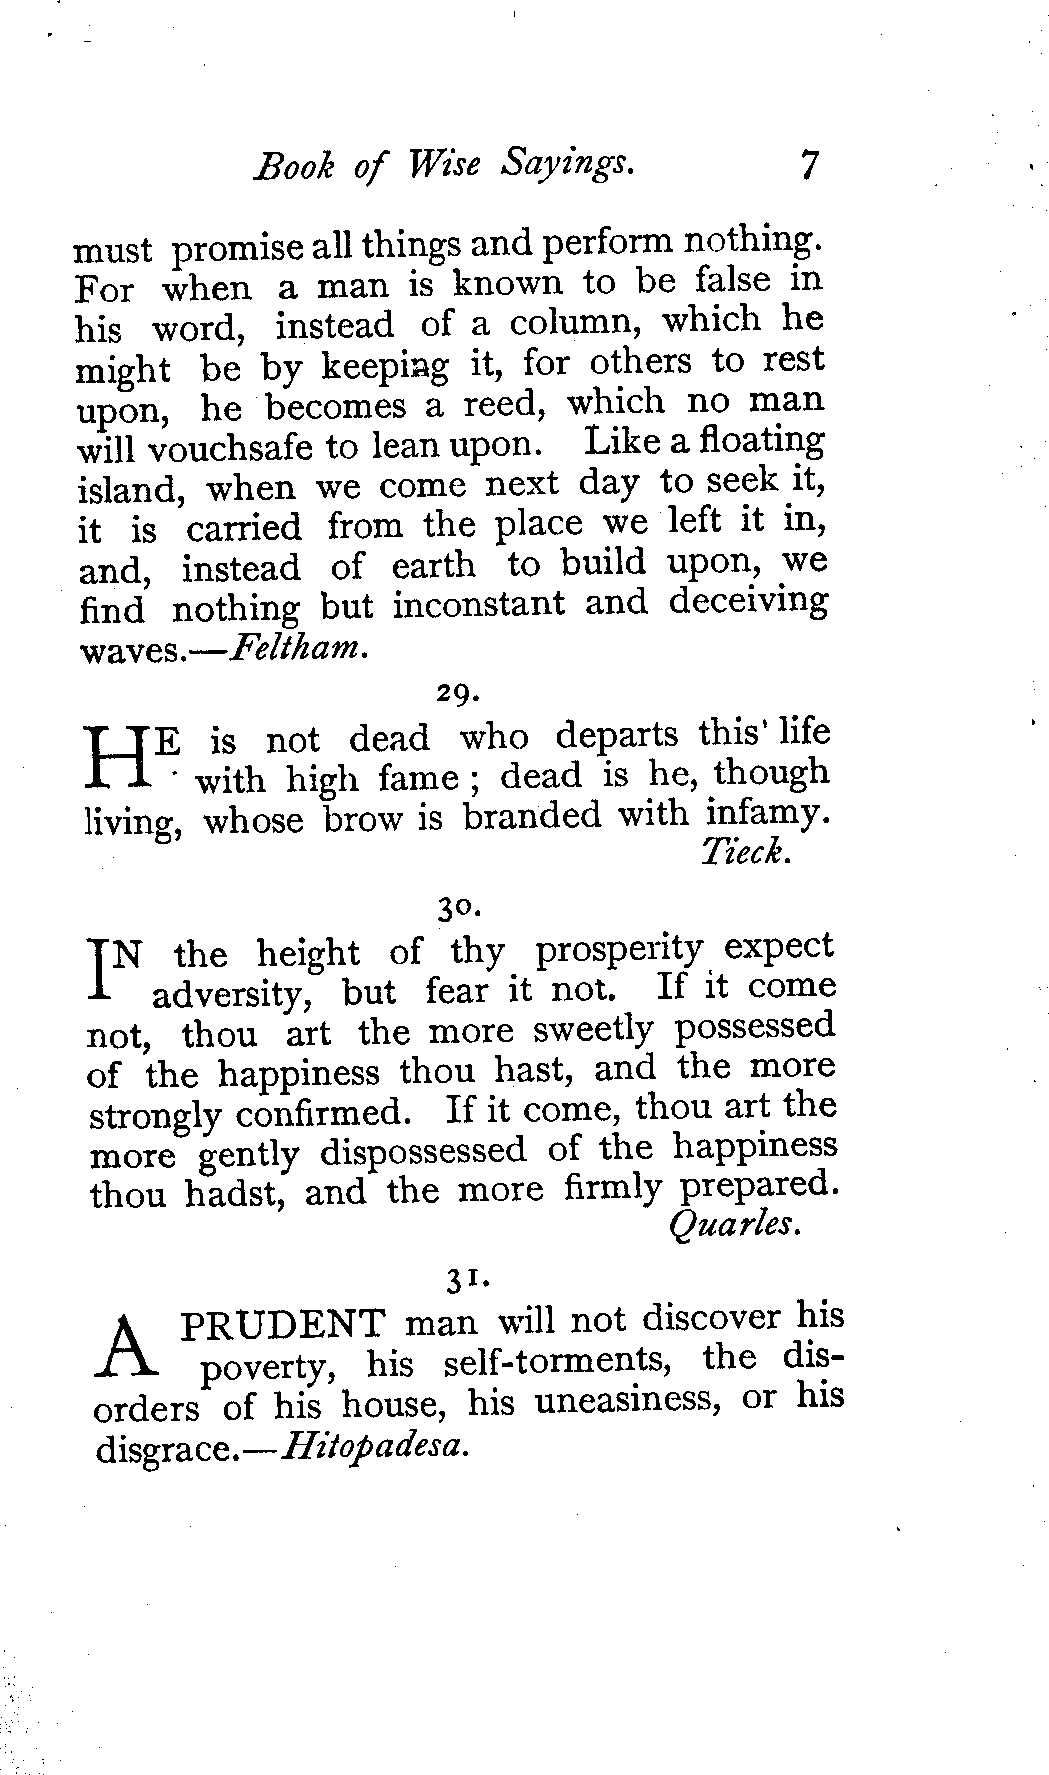 Book of Wise Sayings. 7
must promise all things and perform nothing.
For when a man is known to be false in
his word, instead of a column, which he
might be by keeping it, for others to rest
upon, he becomes a reed, which no man
will vouchsafe to lean upon. Like a floating
island, when we come next day to seek it,
it is carried from the place we left it in,
and, instead of earth to build upon, we
find nothing but inconstant and deceiving
waves.—Feltham.
29.
HE is not dead who departs this life
with high fame; dead is he, though
living, whose brow is branded with infamy.
Tieck.
30.
IN the height of thy prosperity expect
adversity, but fear it not. If it come
not, thou art the more sweetly possessed
of the happiness thou hast, and the more
strongly confirmed. If it come, thou art the
more gently dispossessed of the happiness
thou hadst, and the more firmly prepared.
Quarles.
31.
A PRUDENT man will not discover his
poverty, his self-torments, the dis-
orders of his house, his uneasiness, or his
disgrace.—Hitopadesa.